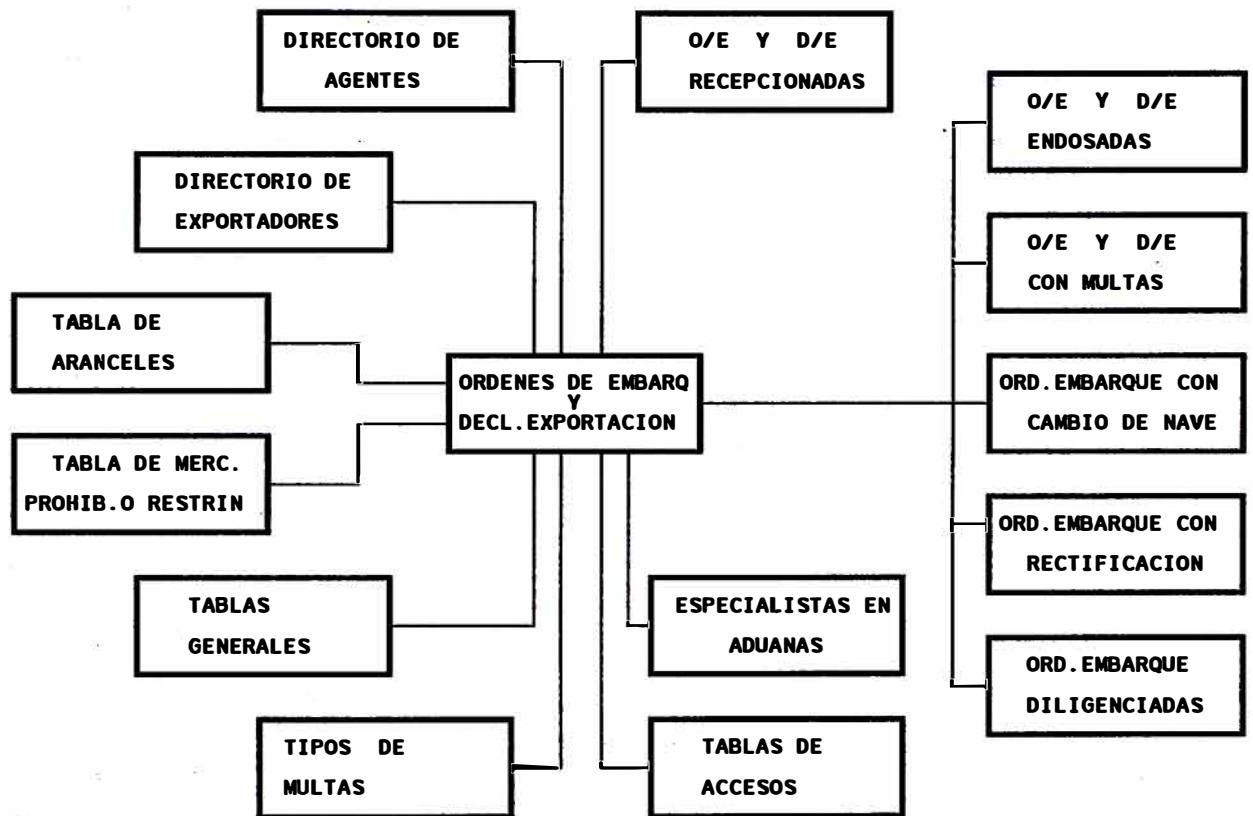 DIRECTORIO DE
AGENTES
O/E Y D/E
RECEPCIONADAS
O/E Y D/E
ENDOSADAS
DIRECTORIO DE
EXPORTADORES
O/E Y D/E
CON MULTAS
TABLA DE
ARANCELES
ORDENES DE EMBARQ
Y
DECL.EXPORTACION
ORD.EMBARQUE CON
CAMBIO DE NAVE
TABLA DE MERC.
PROHIB.O RESTRIN
ORD.EMBARQUE CON
RECTIFICACION
TABLAS
GENERALES
ESPECIALISTAS EN
ADUANAS
ORD.EMBARQUE
DILIGENCIADAS
TIPOS DE
MULTAS
TABLAS DE
ACCESOS